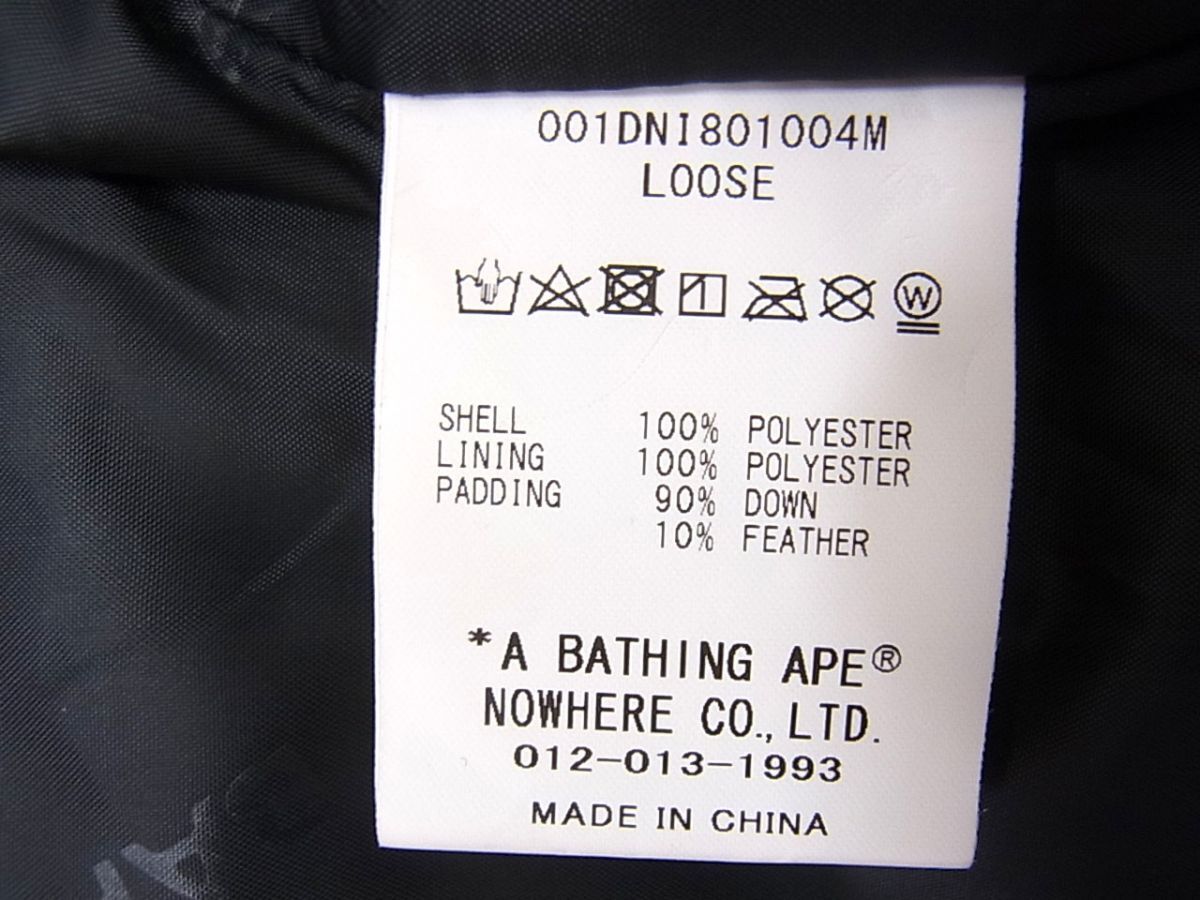 001DNI801004M
LOOSE
W
SHELL 100% POLYESTER
LINING 100% POLYESTER
PADDING 90% DOWN
10% FEATHER
*A BATHING APE®
NOWHERE CO.,LTD.
012-013-1993
MADE IN CHINA